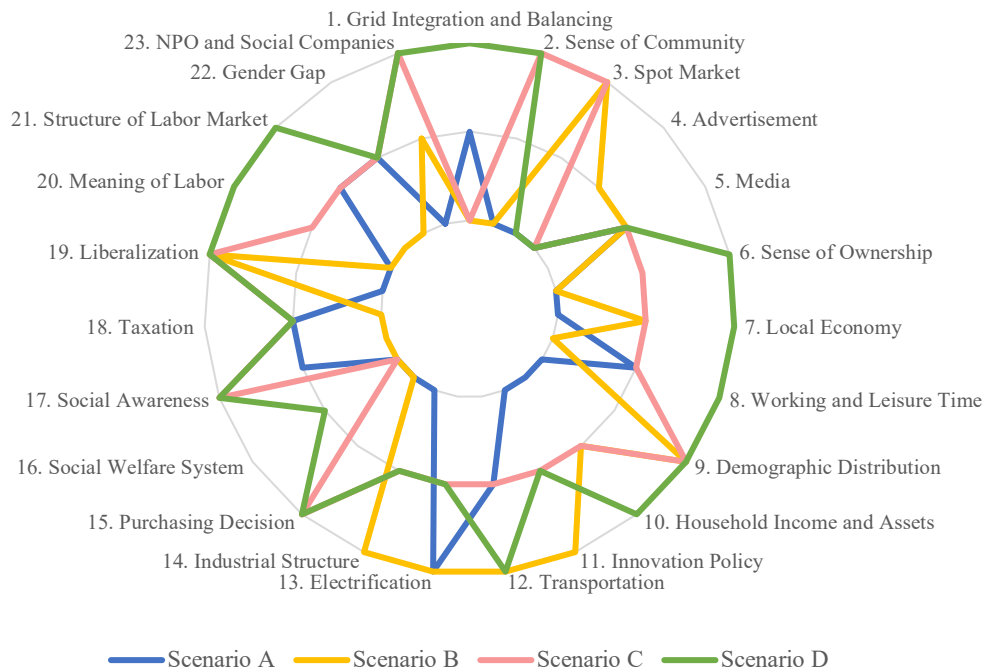 1. Grid Integration and Balancing
2. Sense of Community
3. Spot Market
4. Advertisement
5. Media
6. Sense of Ownership
7. Local Economy
8. Working and Leisure Time
9. Demographic Distribution
10. Household Income and Assets
11. Innovation Policy
12. Transportation
13. Electrification
14. Industrial Structure
15. Purchasing Decision
16. Social Welfare System
17. Social Awareness
18. Taxation
19. Liberalization
20. Meaning of Labor
21. Structure of Labor Market
22. Gender Gap
23. NPO and Social Companies
Scenario A
Scenario B
Scenario C
Scenario D